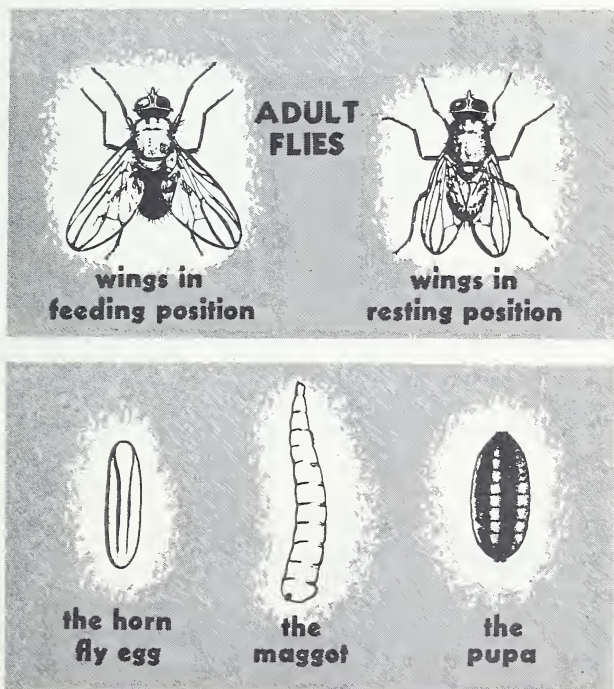 ADULT
FLIES
wings in
feeding position
wings in
resting position
the horn
fly egg
the
maggot
the
pupa